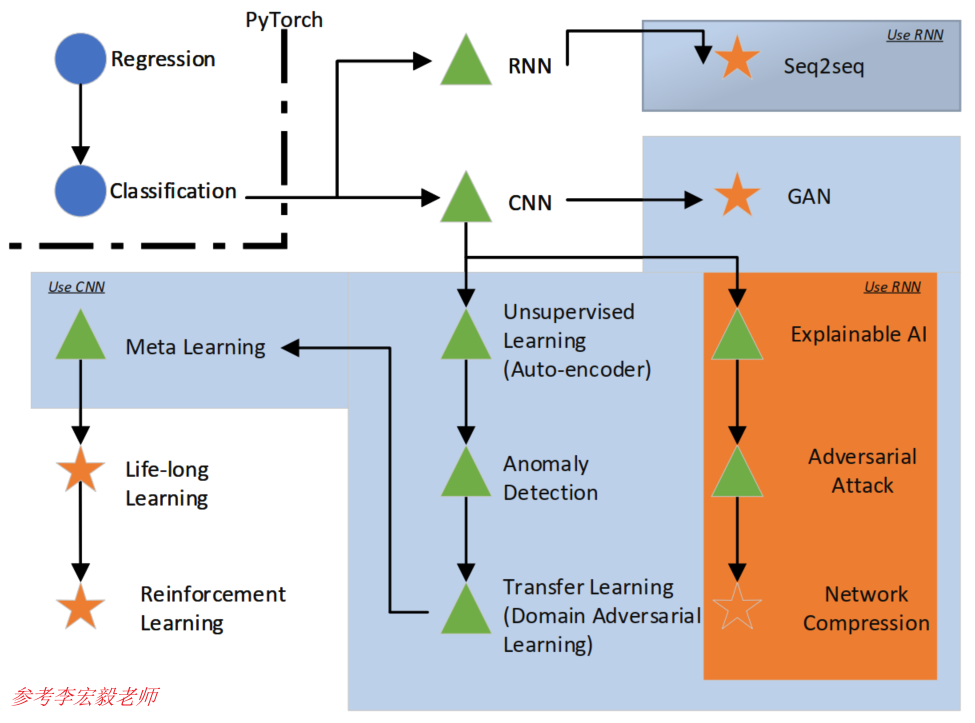 PyTorch
Regression
Classification
RNN
Use RNN
Seq2seq
CNN
GAN
Use CNN
Meta Learning
Life-long
Learning
Reinforcement
Learning
Unsupervised
Learning
(Auto-encoder)
Anomaly
Detection
Transfer Learning
(Domain Adversarial
Learning)
Use RNN
Explainable AI
Adversarial
Attack
Network
Compression
参考李宏毅老师